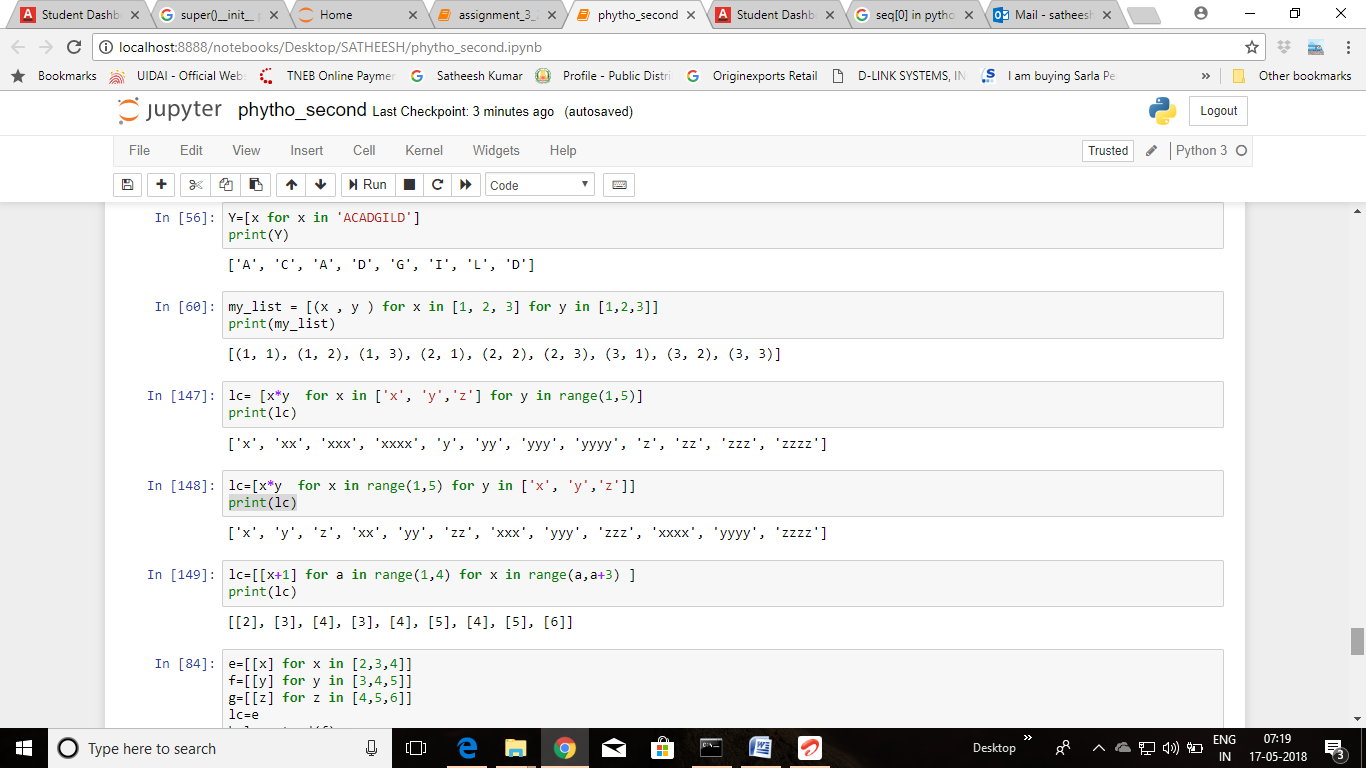 Student Dashb
super()__init__
Home
assignment_3_
phytho_second
Student Dashb
seq[0] in pytho
Mail - satheesh
localhost:8888/notebooks/Desktop/SATHEESH/phytho_second.ipynb
Bookmarks UIDAI - Official Webs TNEB Online Paymen Satheesh Kumar Profile - Public Distri Originexports Retail D-LINK SYSTEMS, IN I am buying Sarla Pe » Other bookmarks
jupyter phytho_second Last Checkpoint: 3 minutes ago (autosaved) Logout
File Edit View Insert Cell Kernel Widgets Help Trusted Python 3
Run Code
In [56]: Y=[x for x in 'ACADGILD']
print(Y)
['A', 'C', 'A', 'D', 'G', 'I', 'L', 'D']
In [60]: my_list = [(x , y ) for x in [1, 2, 3] for y in [1,2,3]]
print(my_list)
[(1, 1), (1, 2), (1, 3), (2, 1), (2, 2), (2, 3), (3, 1), (3, 2), (3, 3)]
In [147]: lc= [x*y  for x in ['x', 'y','z'] for y in range(1,5)]
print(lc)
['x', 'xx', 'xxx', 'xxxx', 'y', 'yy', 'yyy', 'yyyy', 'z', 'zz', 'zzz', 'zzzz']
In [148]: lc=[x*y  for x in range(1,5) for y in ['x', 'y','z']]
print(lc)
['x', 'y', 'z', 'xx', 'yy', 'zz', 'xxx', 'yyy', 'zzz', 'xxxx', 'yyyy', 'zzzz']
In [149]: lc=[[x+1] for a in range(1,4) for x in range(a,a+3) ]
print(lc)
[[2], [3], [4], [3], [4], [5], [4], [5], [6]]
In [84]: e=[[x] for x in [2,3,4]]
f=[[y] for y in [3,4,5]]
g=[[z] for z in [4,5,6]]
lc=e
Type here to search
Desktop » ENG 07:19
IN 17-05-2018 3